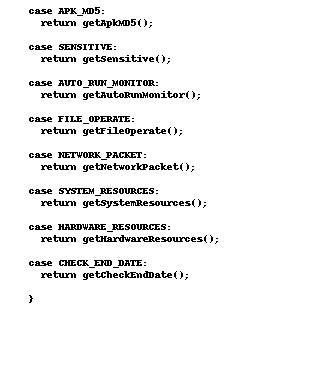 case APK_MD5:
return getApkMD5();
case SENSITIVE:
return getSensitive();
case AUTO_RUN_MONITOR:
return getAutoRunMonitor();
case FILE_OPERATE:
return getFileOperate();
case NETWORK_PACKET:
return getNetworkPacket();
case SYSTEM_RESOURCES:
return getSystemResources();
case HARDWARE_RESOURCES:
return getHardwareResources();
case CHECK_END_DATE:
return getCheckEndDate();
}